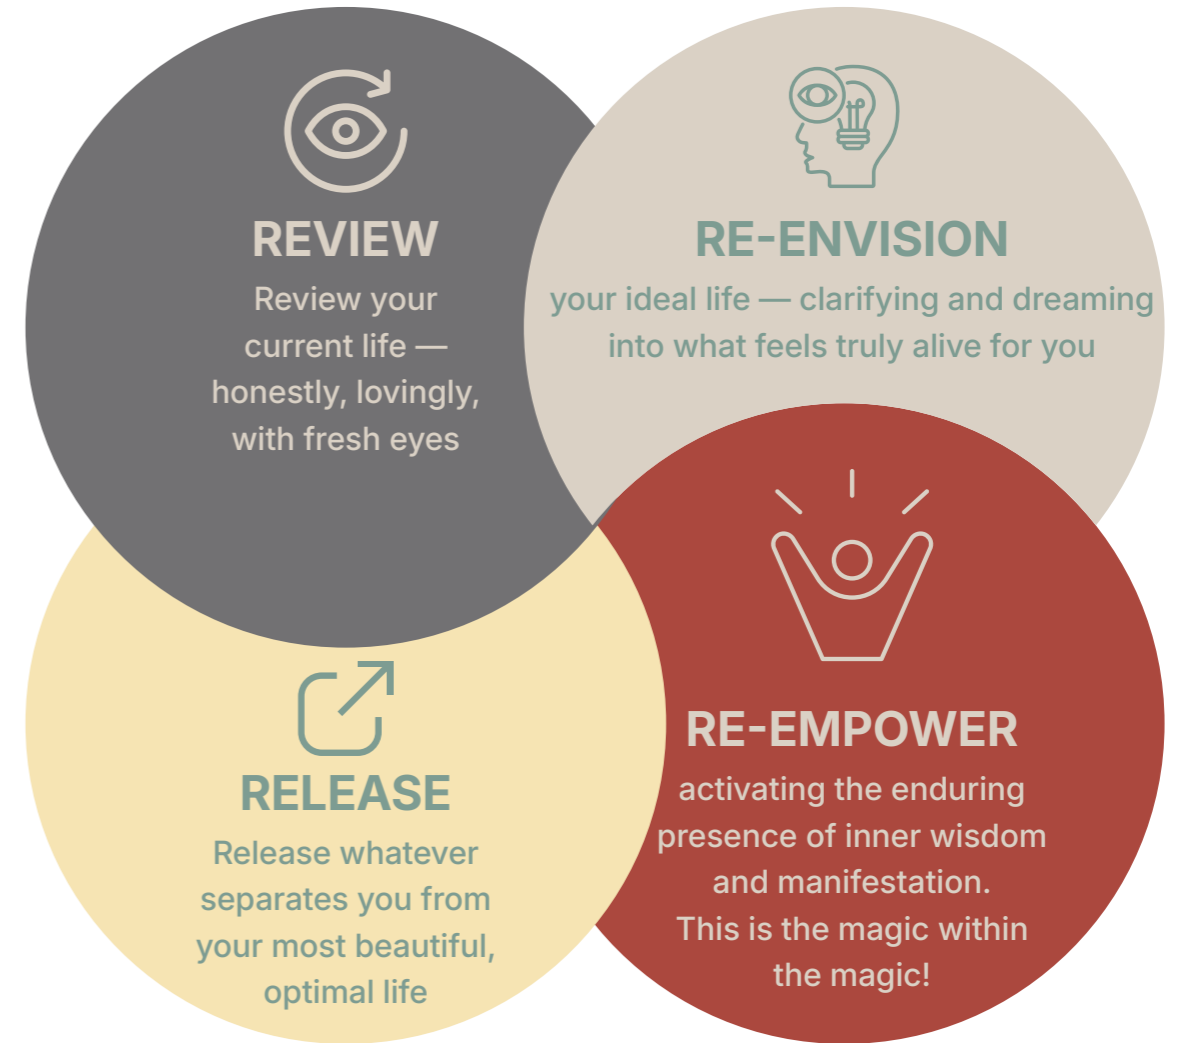 REVIEW
Review your
current life —
honestly, lovingly,
with fresh eyes
RE-ENVISION
your ideal life — clarifying and dreaming
into what feels truly alive for you
RELEASE
Release whatever
separates you from
your most beautiful,
optimal life
RE-EMPOWER
activating the enduring
presence of inner wisdom
and manifestation.
This is the magic within
the magic!